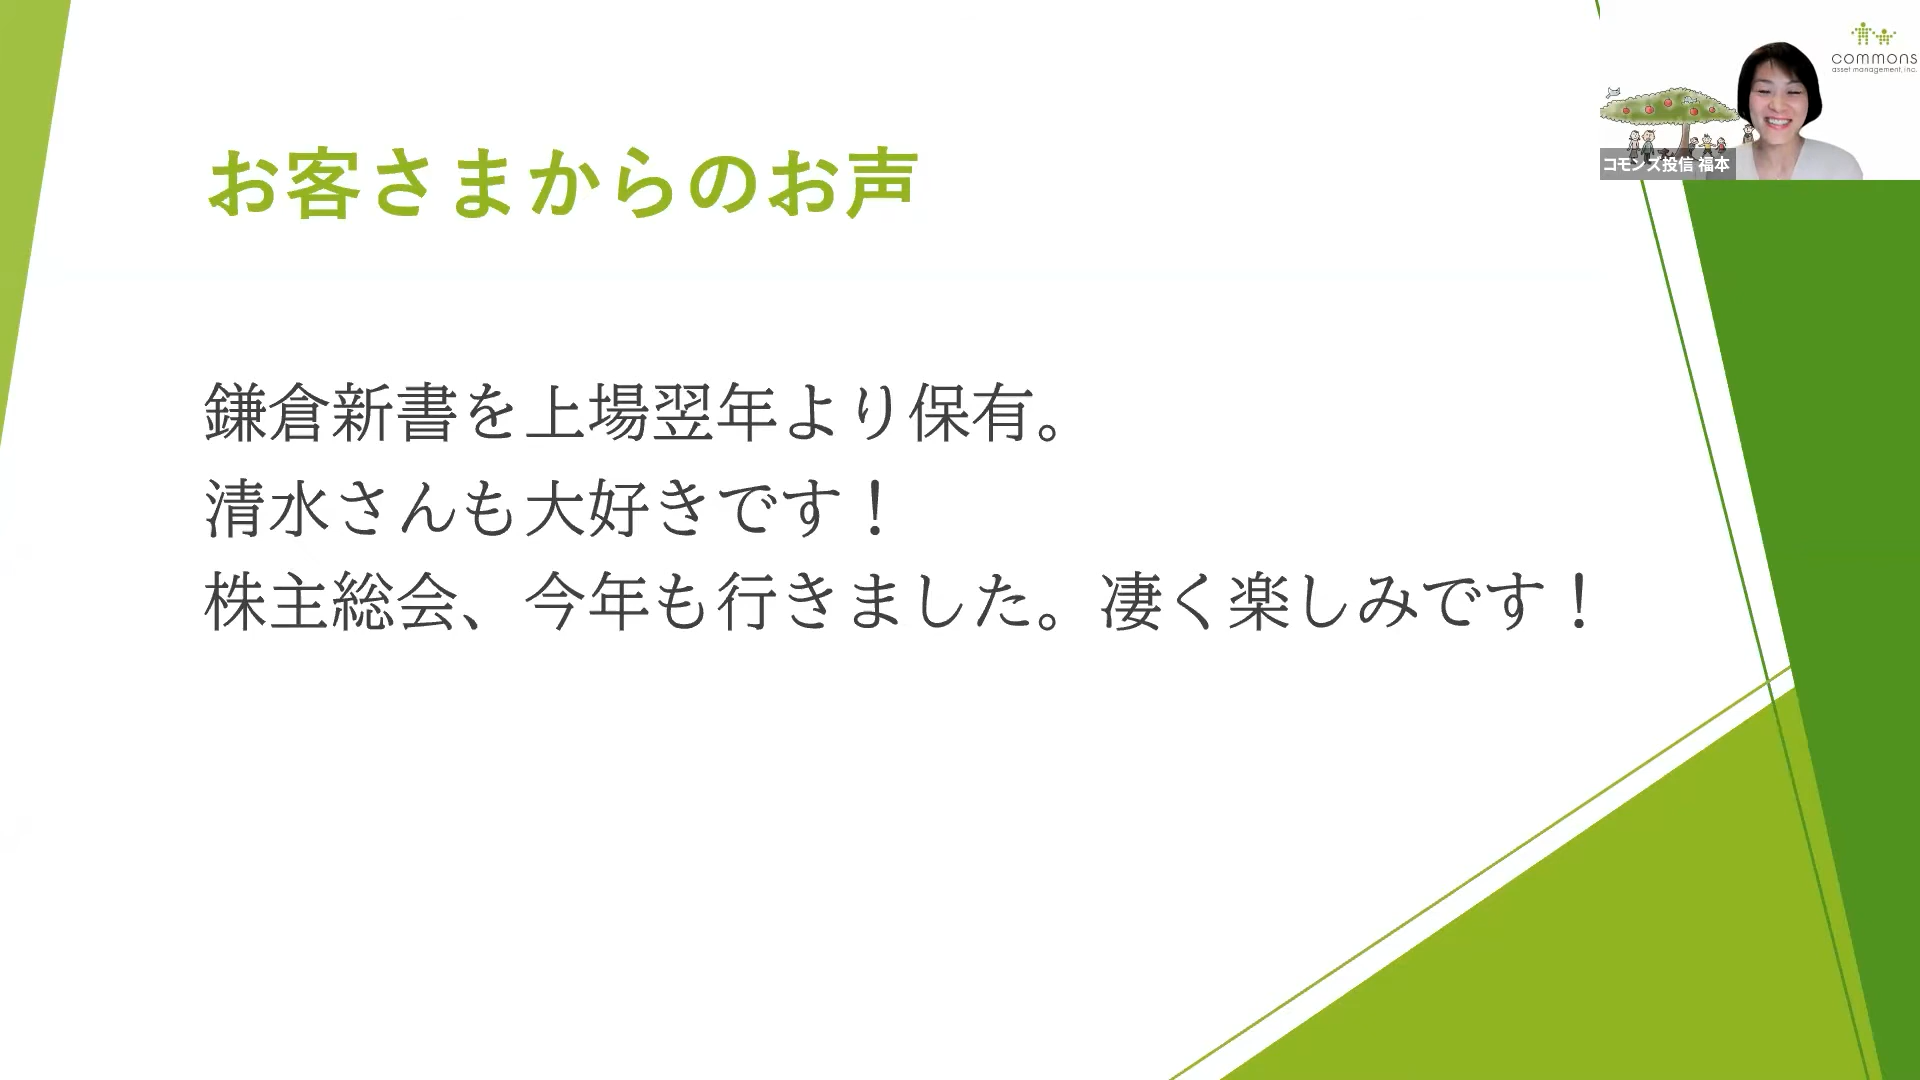 commons
asset management, inc.
コモンズ投信 福本
お客さまからのお声
鎌倉新書を上場翌年より保有。
清水さんも大好きです！
株主総会、今年も行きました。凄く楽しみです！